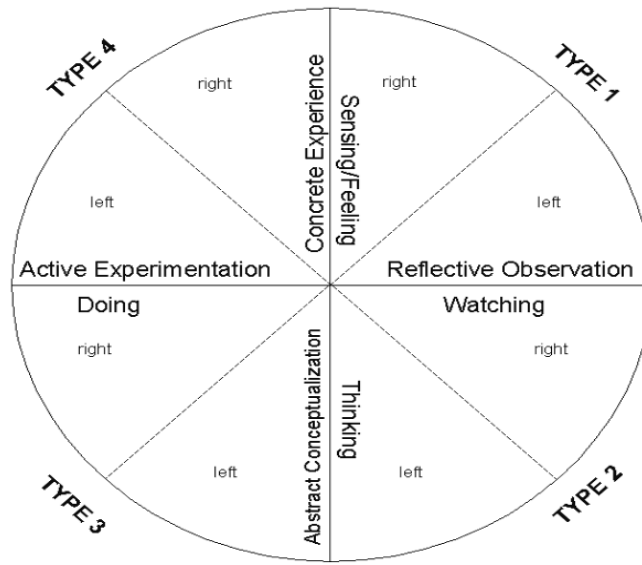 TYPE 4
TYPE 1
right
right
Concrete Experience
Sensing/Feeling
left
left
Active Experimentation
Reflective Observation
Doing
Watching
right
right
Abstract Conceptualization
Thinking
left
left
TYPE 3
TYPE 2